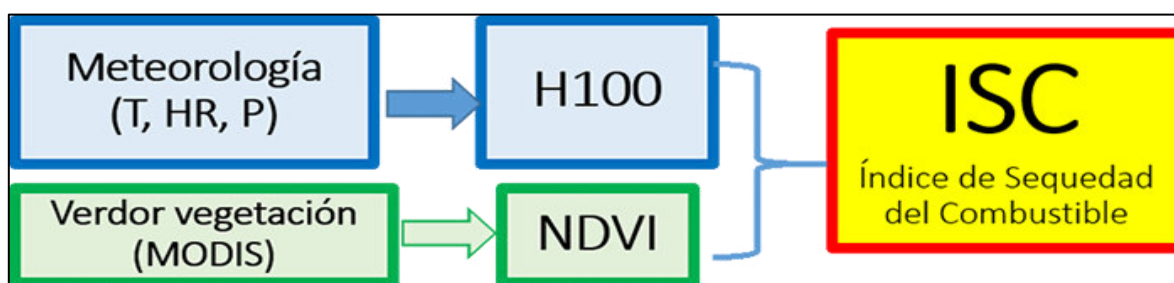 Meteorología
(T, HR, P)
H100
Verdor vegetación
(MODIS)
NDVI
ISC
Índice de Sequedad
del Combustible